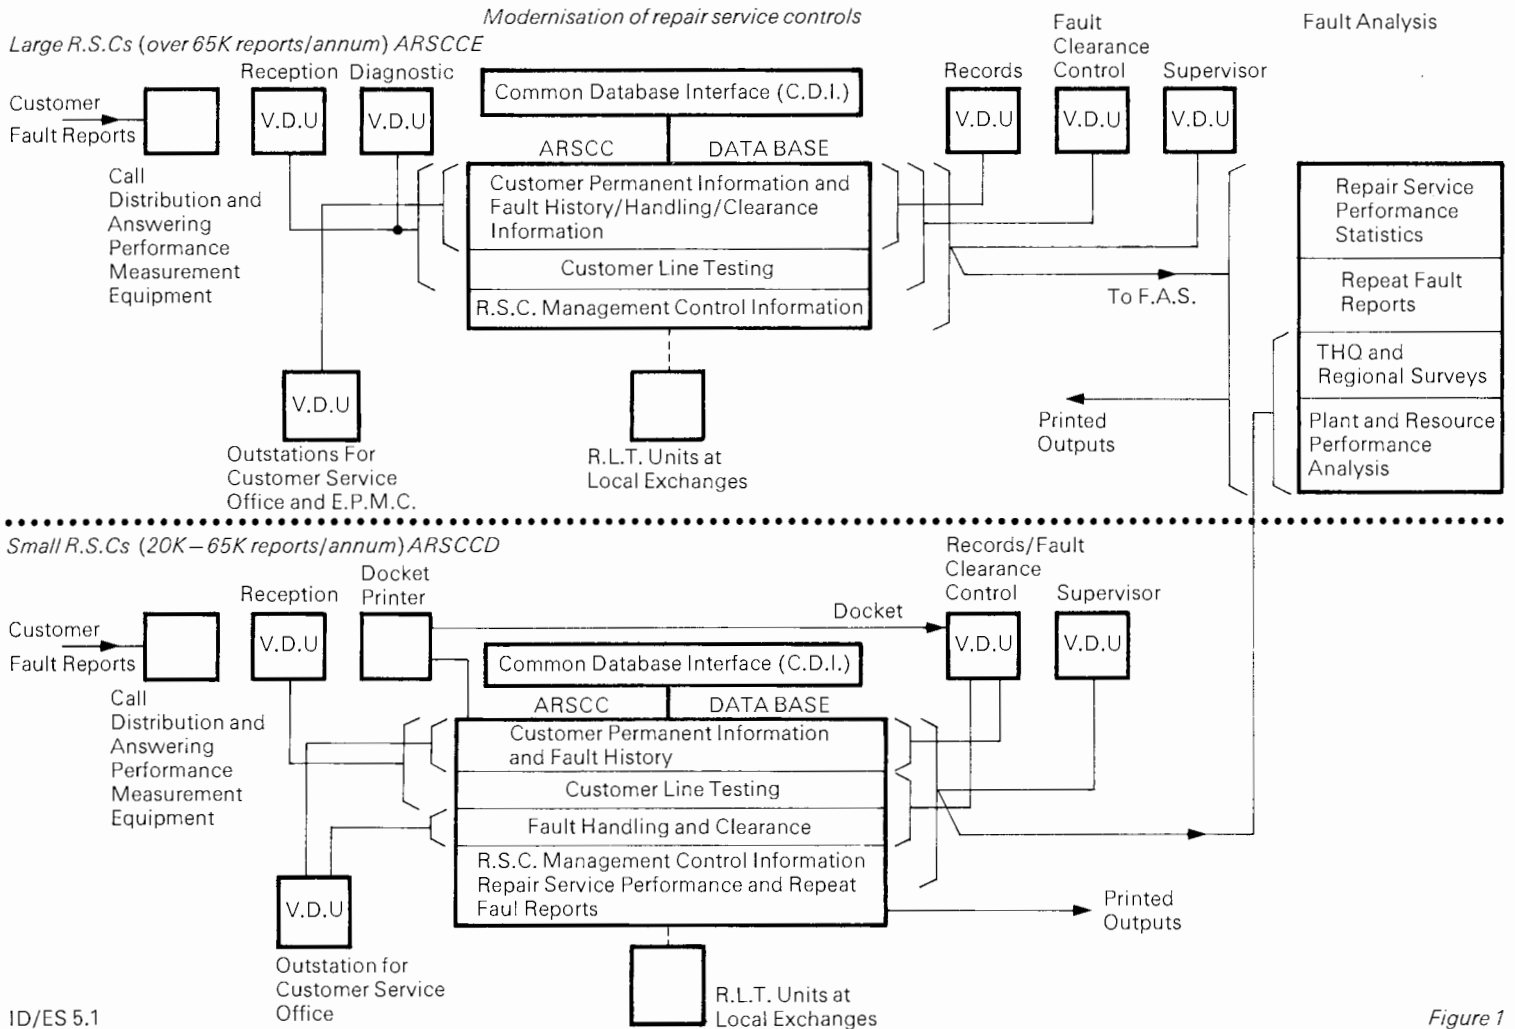 Modernisation of repair service controls
Large R.S.Cs (over 65K reports/annum) ARSCCE
Fault Analysis
Customer
Fault Reports
Call
Distribution and
Answering
Performance
Measurement
Equipment
Reception
V.D.U
Diagnostic
V.D.U
Common Database Interface (C.D.I.)
ARSCC
DATA BASE
Customer Permanent Information and
Fault History/Handling/Clearance
Information
Customer Line Testing
R.S.C. Management Control Information
Records
V.D.U
Fault
Clearance
Control
V.D.U
Supervisor
V.D.U
To F.A.S.
Printed
Outputs
Repair Service
Performance
Statistics
Repeat Fault
Reports
THQ and
Regional Surveys
Plant and Resource
Performance
Analysis
V.D.U
Outstations For
Customer Service
Office and E.P.M.C.
R.L.T. Units at
Local Exchanges
Small R.S.Cs (20K–65K reports/annum) ARSCCD
Customer
Fault Reports
Call
Distribution and
Answering
Performance
Measurement
Equipment
Reception
V.D.U
Docket
Printer
Docket
Common Database Interface (C.D.I.)
ARSCC
DATA BASE
Customer Permanent Information
and Fault History
Customer Line Testing
Fault Handling and Clearance
R.S.C. Management Control Information
Repair Service Performance and Repeat
Faul Reports
Records/Fault
Clearance
Control
V.D.U
Supervisor
V.D.U
Printed
Outputs
V.D.U
Outstation for
Customer Service
Office
R.L.T. Units at
Local Exchanges
ID/ES 5.1
Figure 1